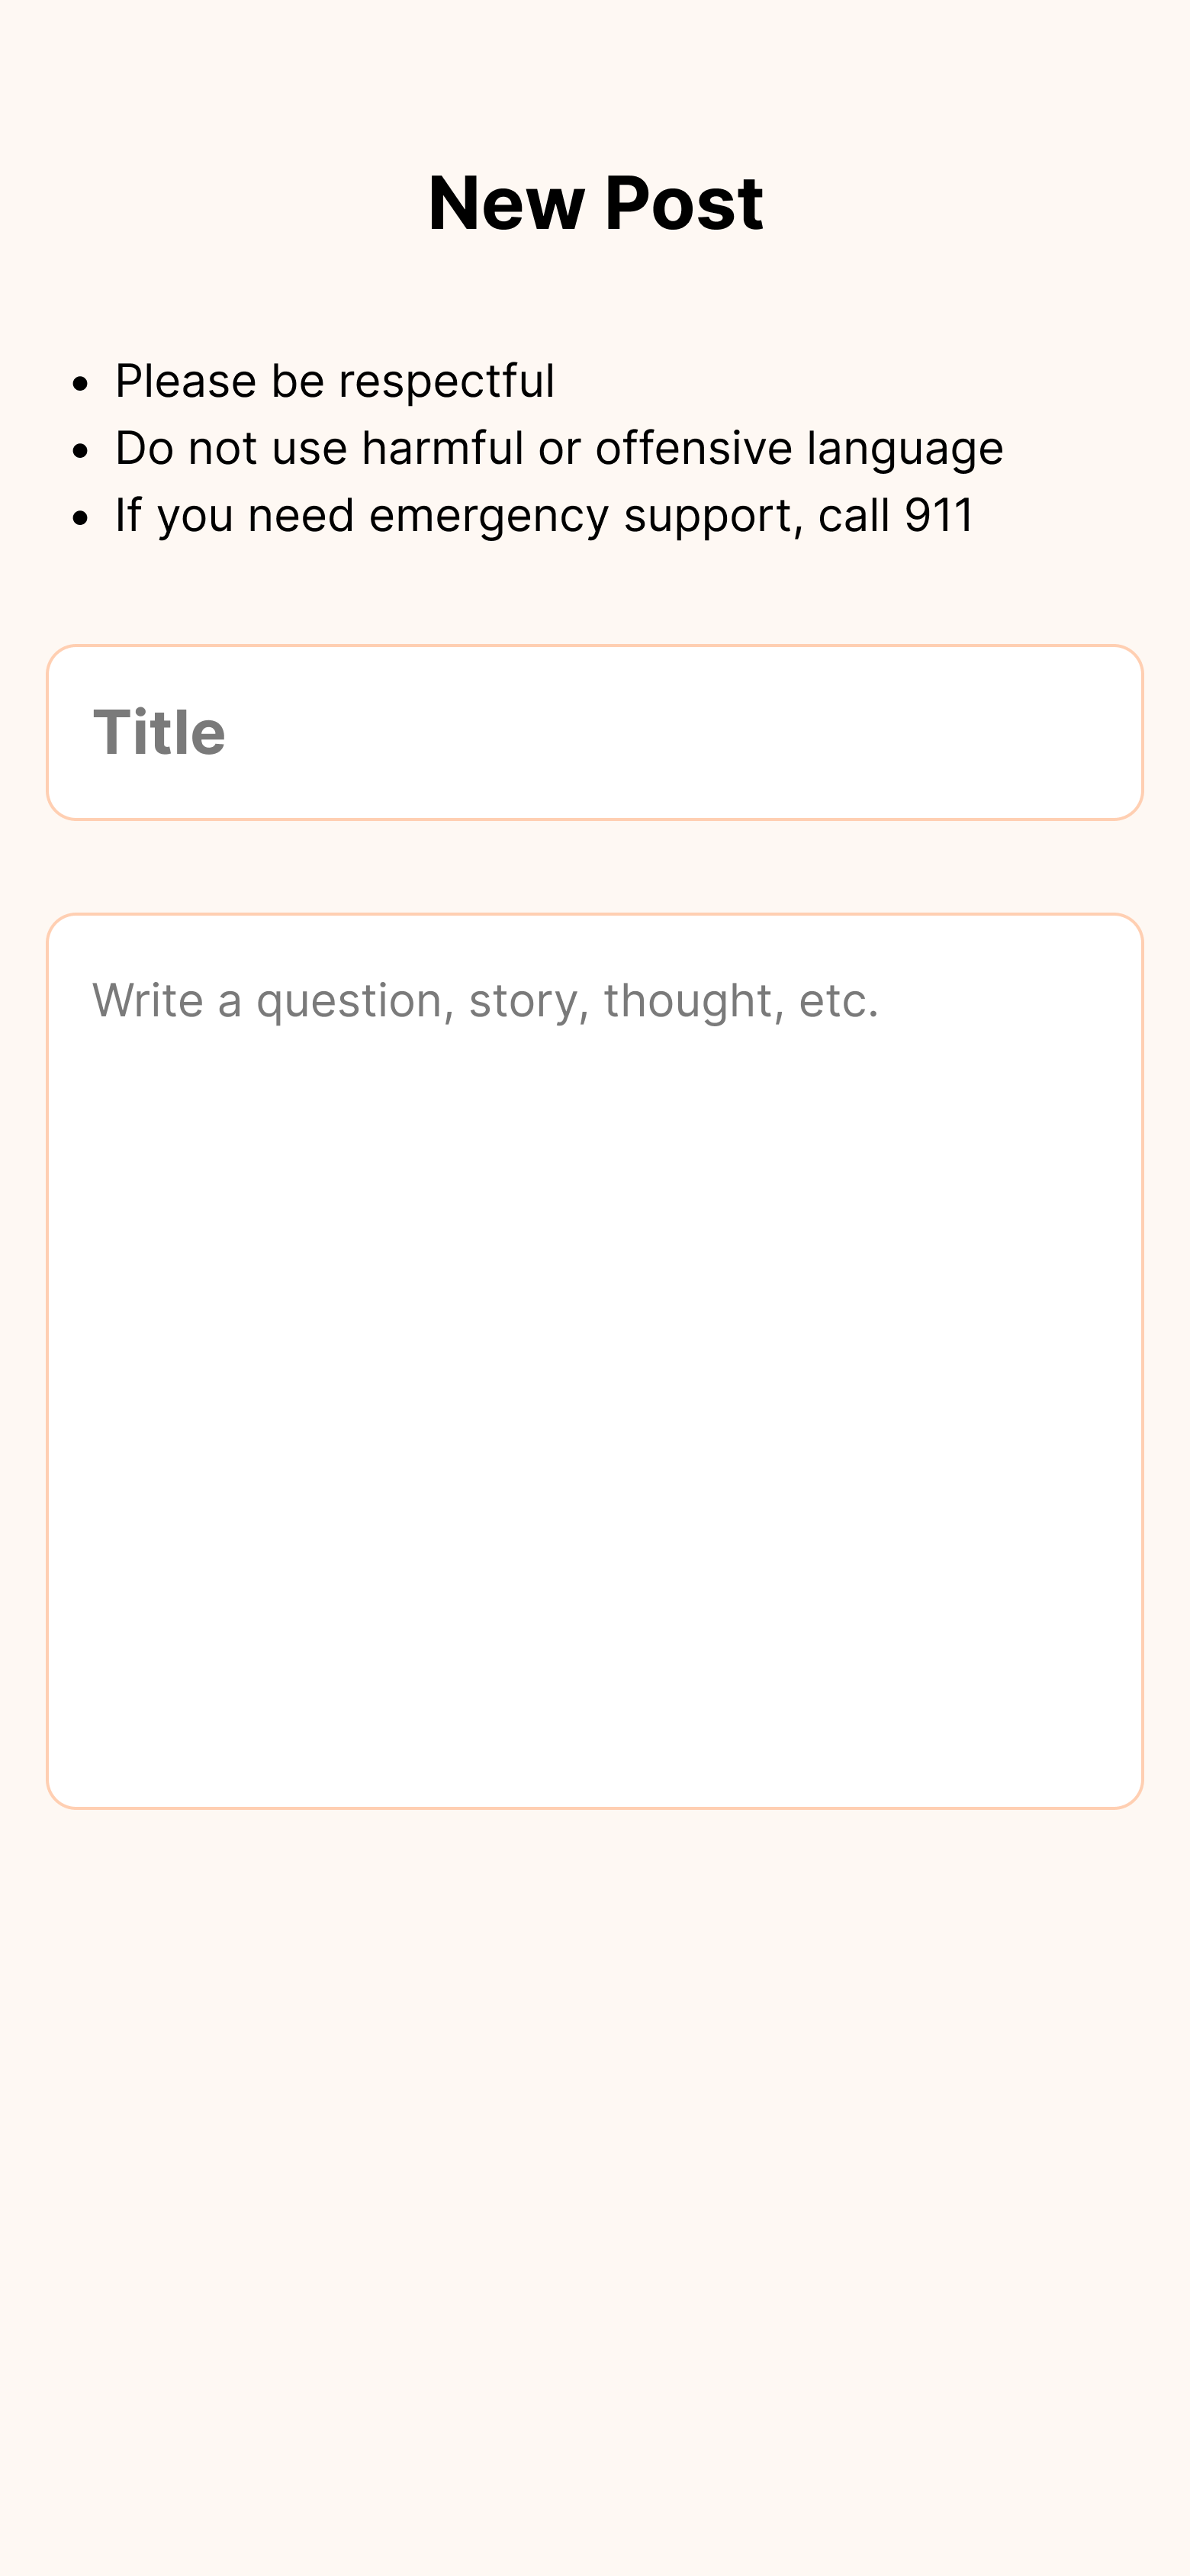 New Post
• Please be respectful
• Do not use harmful or offensive language
• If you need emergency support, call 911
Title
Write a question, story, thought, etc.